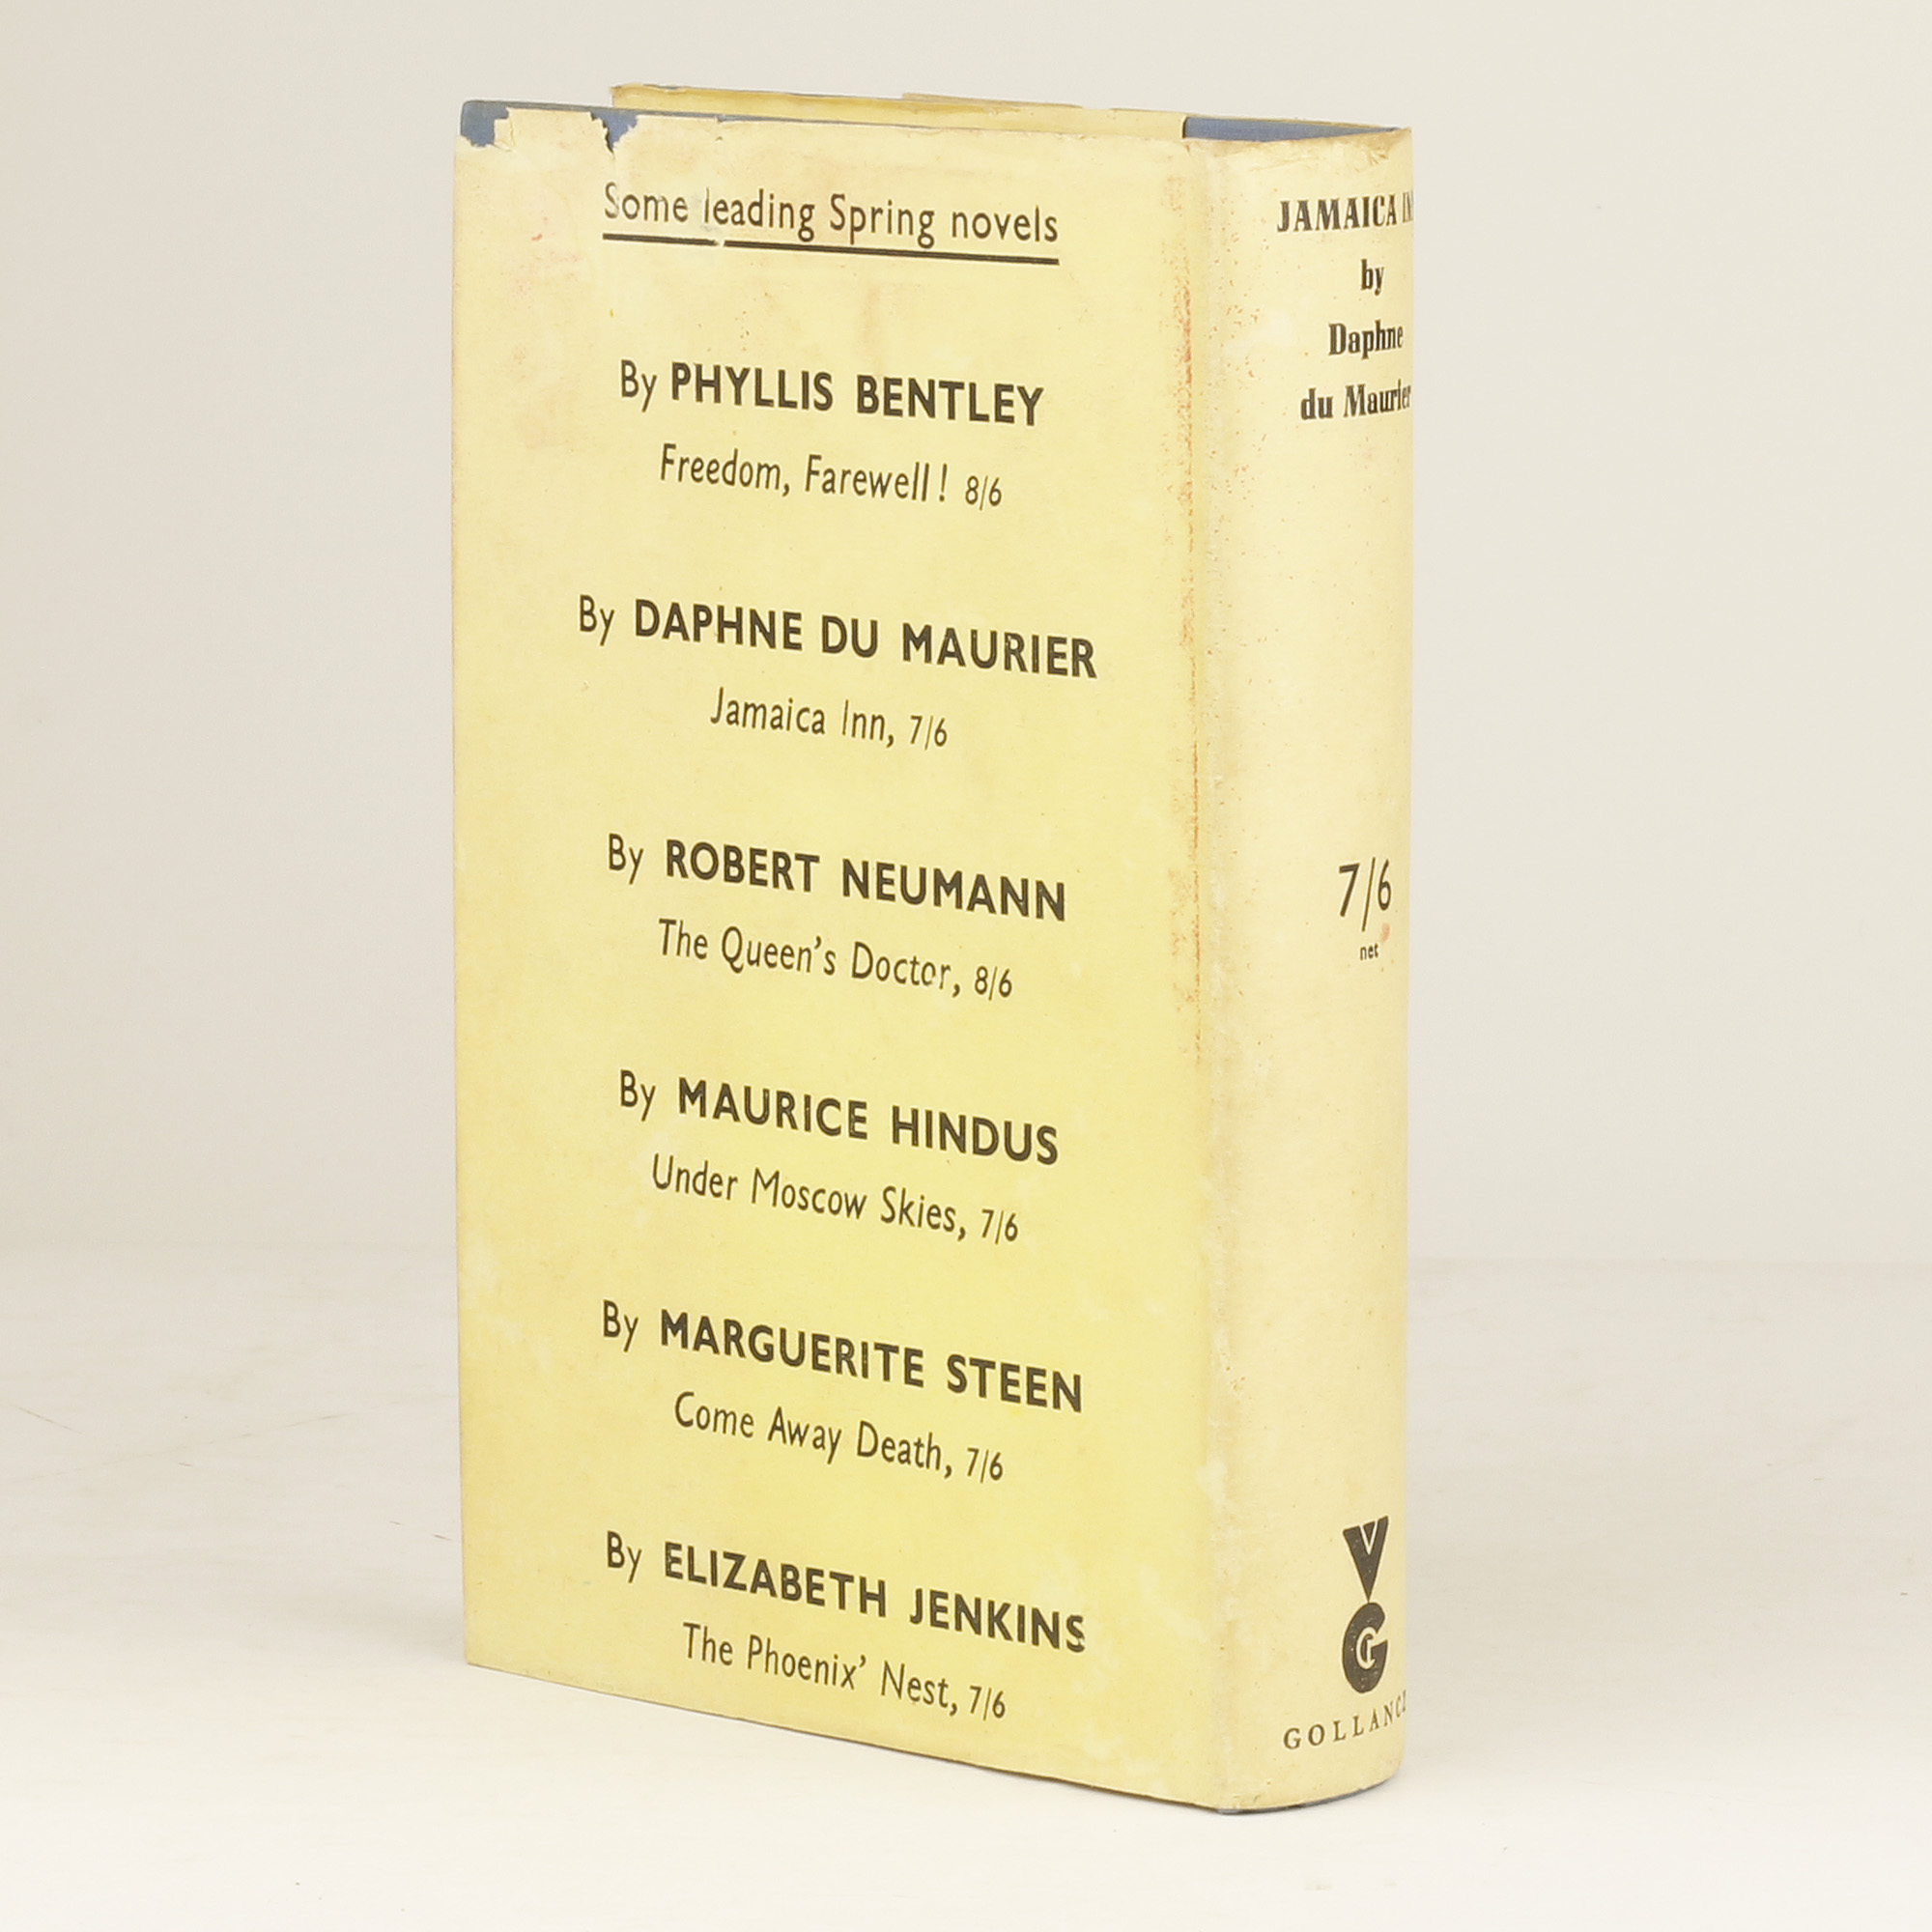 Some leading Spring novels
By PHYLLIS BENTLEY
Freedom, Farewell! 8/6
By DAPHNE DU MAURIER
Jamaica Inn, 7/6
By ROBERT NEUMANN
The Queen's Doctor, 8/6
By MAURICE HINDUS
Under Moscow Skies, 7/6
By MARGUERITE STEEN
Come Away Death, 7/6
By ELIZABETH JENKINS
The Phoenix' Nest, 7/6
JAMAICA INN
by
Daphne
du Maurier
7/6
net
VG
GOLLANCZ